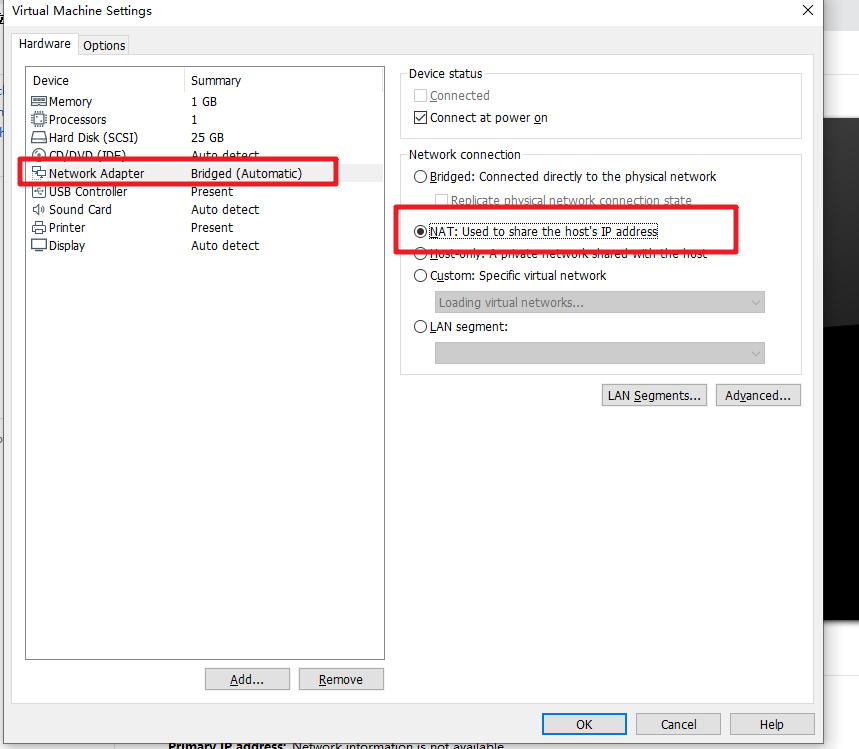 Virtual Machine Settings
Hardware
Options
Device Summary
Memory 1 GB
Processors 1
Hard Disk (SCSI) 25 GB
CD/DVD (IDE) Auto detect
Network Adapter Bridged (Automatic)
USB Controller Present
Sound Card Auto detect
Printer Present
Display Auto detect
Add...
Remove
Device status
Connected
Connect at power on
Network connection
Bridged: Connected directly to the physical network
Replicate physical network connection state
NAT: Used to share the host's IP address
Host-only: A private network shared with the host
Custom: Specific virtual network
Loading virtual networks...
LAN segment:
LAN Segments...
Advanced...
OK
Cancel
Help
Primary IP address: Network information is not available